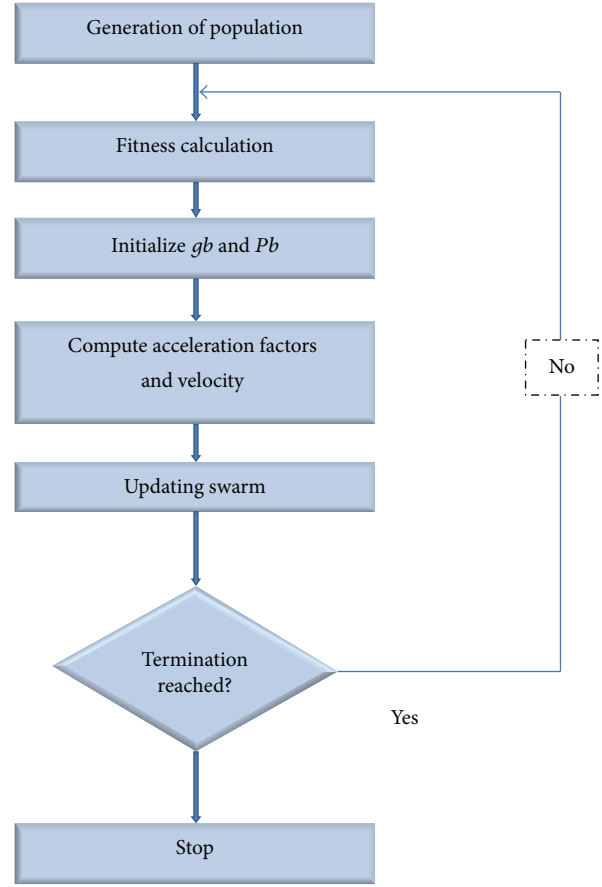 Generation of population
Fitness calculation
Initialize gb and Pb
Compute acceleration factors
and velocity
Updating swarm
No
Termination
reached?
Yes
Stop